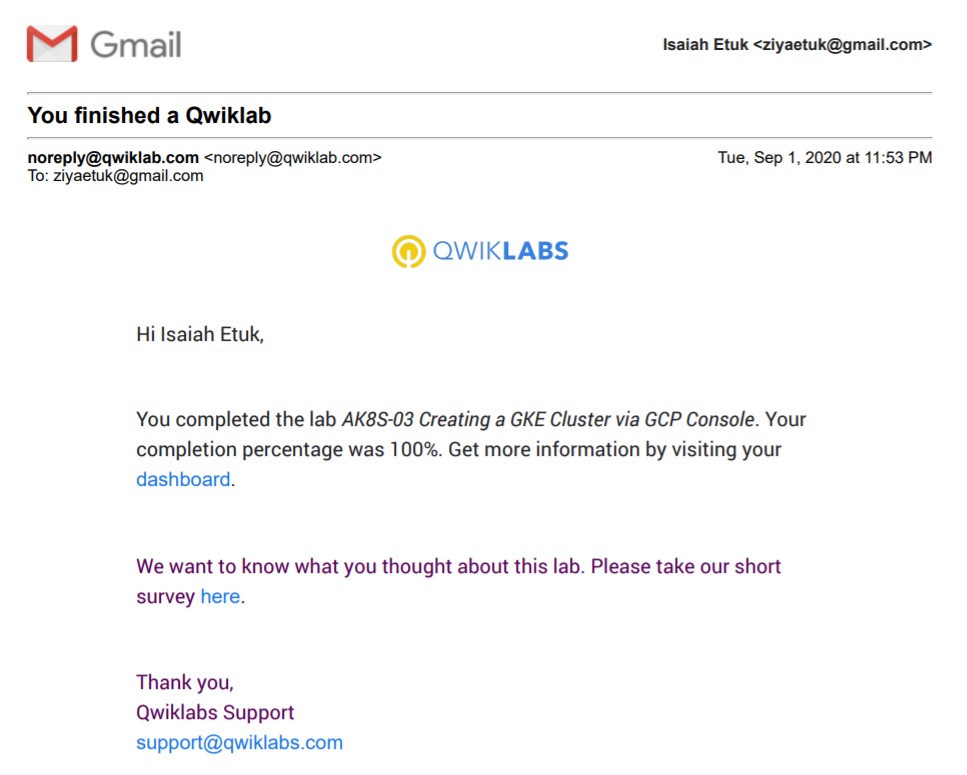 Gmail
Isaiah Etuk <ziyaetuk@gmail.com>
You finished a Qwiklab
noreply@qwiklab.com <noreply@qwiklab.com>
Tue, Sep 1, 2020 at 11:53 PM
To: ziyaetuk@gmail.com
QWIKLABS
Hi Isaiah Etuk,
You completed the lab AK8S-03 Creating a GKE Cluster via GCP Console. Your
completion percentage was 100%. Get more information by visiting your
dashboard.
We want to know what you thought about this lab. Please take our short
survey here.
Thank you,
Qwiklabs Support
support@qwiklabs.com